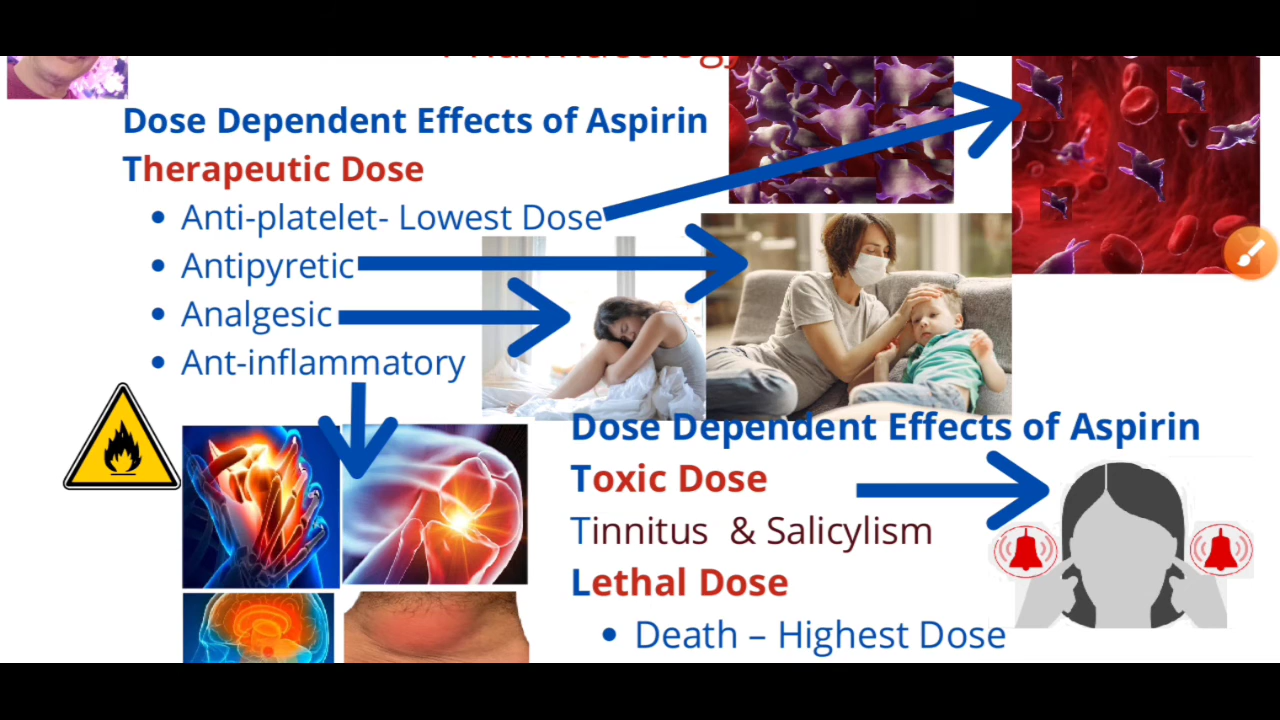 Pharmacology
Dose Dependent Effects of Aspirin
Therapeutic Dose
• Anti-platelet- Lowest Dose
• Antipyretic
• Analgesic
• Ant-inflammatory
Dose Dependent Effects of Aspirin
Toxic Dose
Tinnitus & Salicylism
Lethal Dose
• Death – Highest Dose